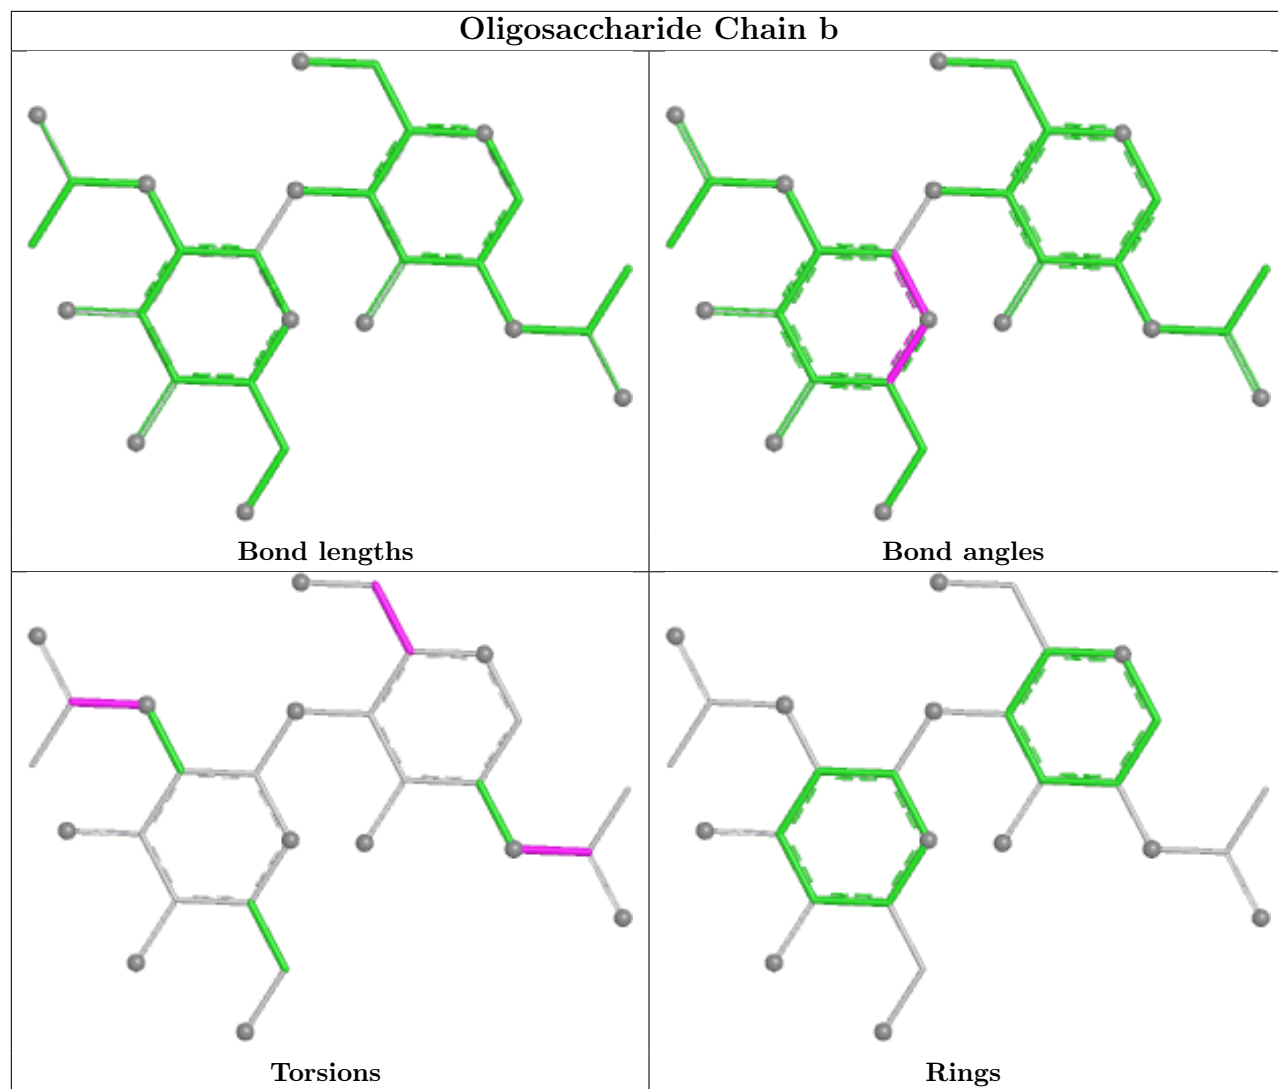 Oligosaccharide Chain b
Bond lengths
Bond angles
Torsions
Rings